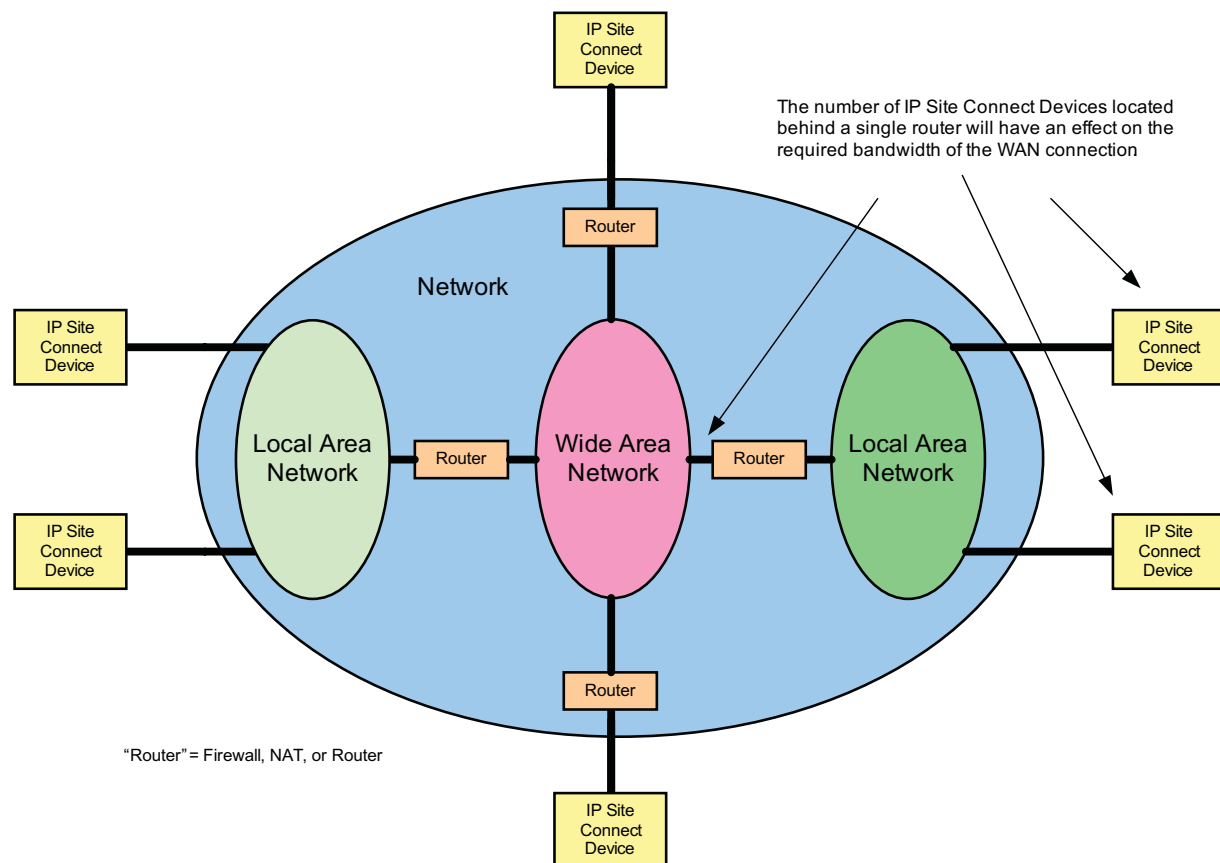 IP Site
Connect
Device
The number of IP Site Connect Devices located
behind a single router will have an effect on the
required bandwidth of the WAN connection
Router
Network
IP Site
Connect
Device
IP Site
Connect
Device
Local Area
Network
Router
Wide Area
Network
Router
Local Area
Network
IP Site
Connect
Device
IP Site
Connect
Device
Router
“Router” = Firewall, NAT, or Router
IP Site
Connect
Device